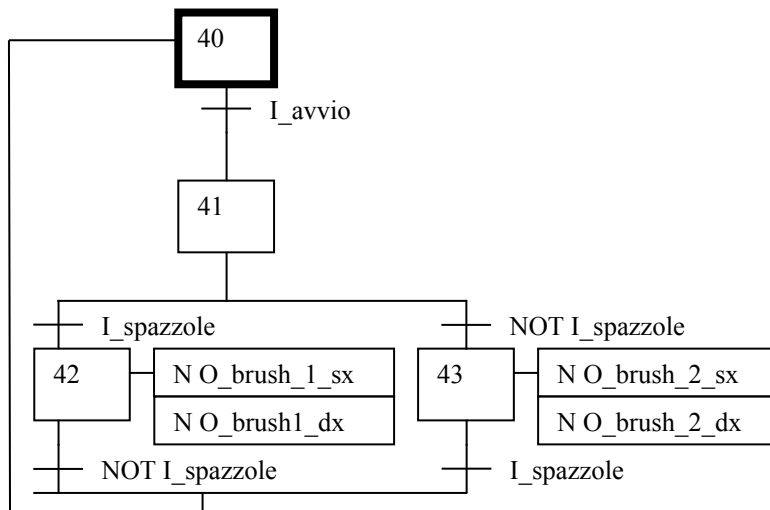 40
I_avvio
41
I_spazzole
NOT I_spazzole
42
N O_brush_1_sx
43
N O_brush_2_sx
N O_brush1_dx
N O_brush_2_dx
NOT I_spazzole
I_spazzole